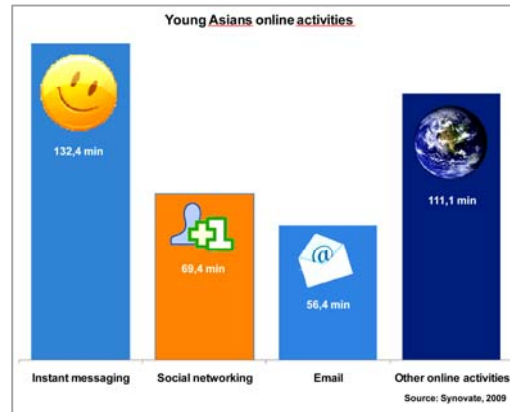 Young Asians online activities
132,4 min
69,4 min
+1
@
56,4 min
111,1 min
Instant messaging
Social networking
Email
Other online activities
Source: Synovate, 2009